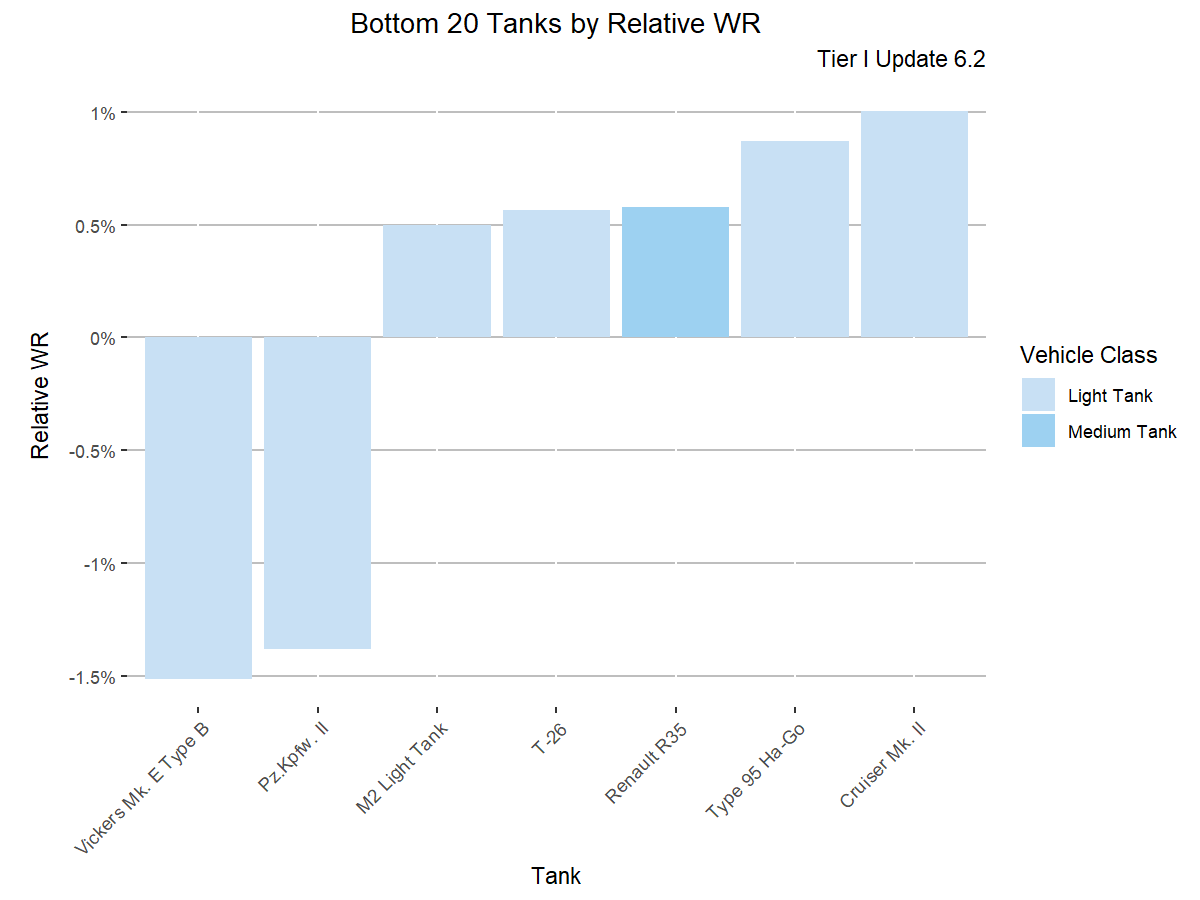 Bottom 20 Tanks by Relative WR
Tier I Update 6.2
1%
0.5%
0%
-0.5%
-1%
-1.5%
Relative WR
Vickers Mk. E Type B
Pz.Kpfw. II
M2 Light Tank
T-26
Renault R35
Type 95 Ha-Go
Cruiser Mk. II
Tank
Vehicle Class
Light Tank
Medium Tank